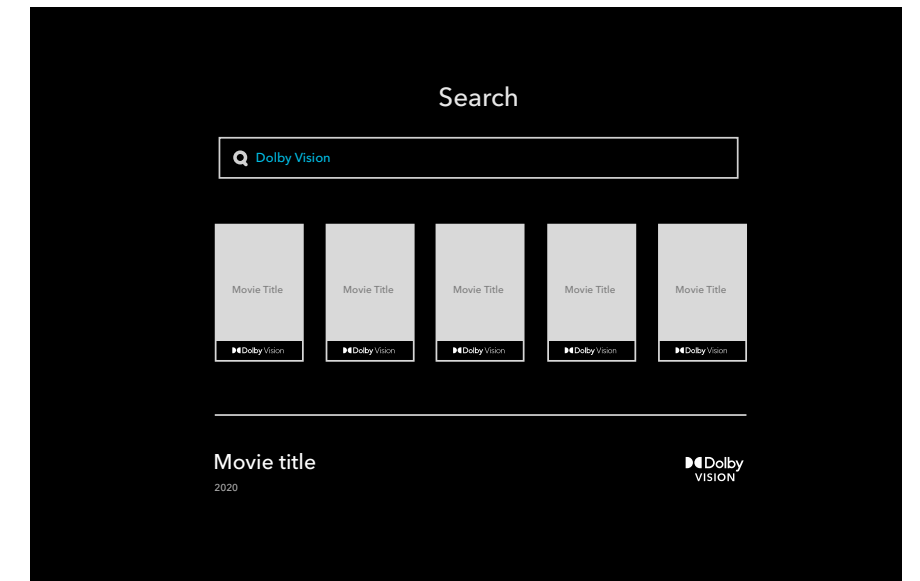 Search
Dolby Vision
Movie Title Movie Title Movie Title Movie Title Movie Title
Dolby Vision Dolby Vision Dolby Vision Dolby Vision Dolby Vision
Movie title
Dolby
VISION
2020